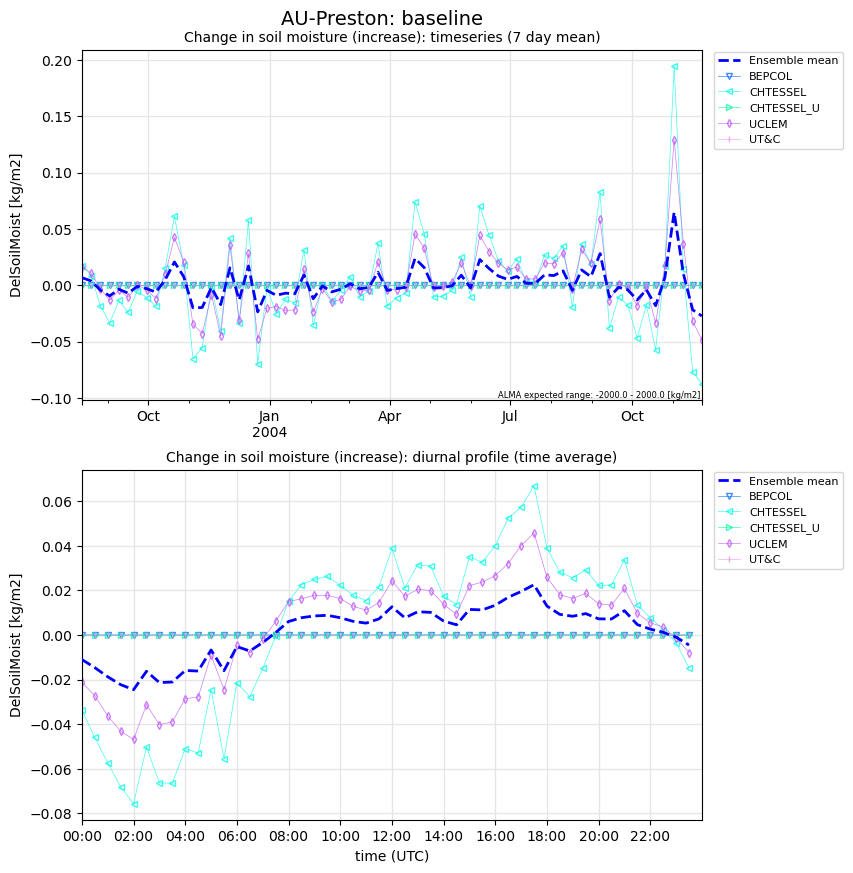 AU-Preston: baseline
Change in soil moisture (increase): timeseries (7 day mean)
DelSoilMoist [kg/m2]
0.20
0.15
0.10
0.05
0.00
−0.05
−0.10
Oct
Jan
2004
Apr
Jul
Oct
ALMA expected range: -2000.0 - 2000.0 [kg/m2]
Ensemble mean
BEPCOL
CHTESSEL
CHTESSEL_U
UCLEM
UT&C
Change in soil moisture (increase): diurnal profile (time average)
DelSoilMoist [kg/m2]
0.06
0.04
0.02
0.00
−0.02
−0.04
−0.06
−0.08
00:00
02:00
04:00
06:00
08:00
10:00
12:00
14:00
16:00
18:00
20:00
22:00
time (UTC)
Ensemble mean
BEPCOL
CHTESSEL
CHTESSEL_U
UCLEM
UT&C